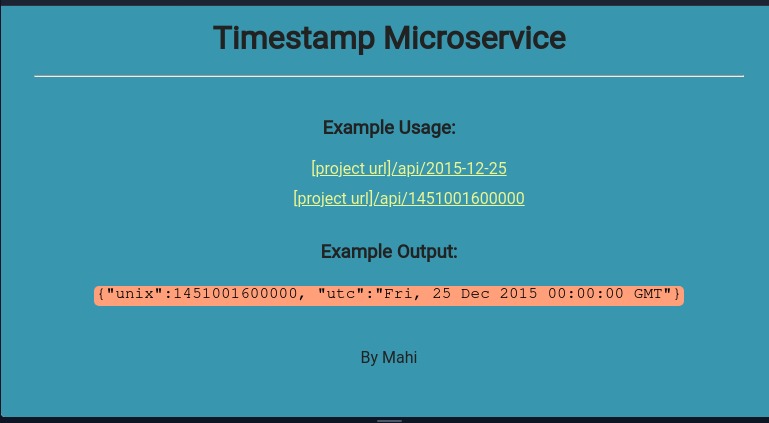 Timestamp Microservice
Example Usage:
[project url]/api/2015-12-25
[project url]/api/1451001600000
Example Output:
{"unix":1451001600000, "utc":"Fri, 25 Dec 2015 00:00:00 GMT"}
By Mahi